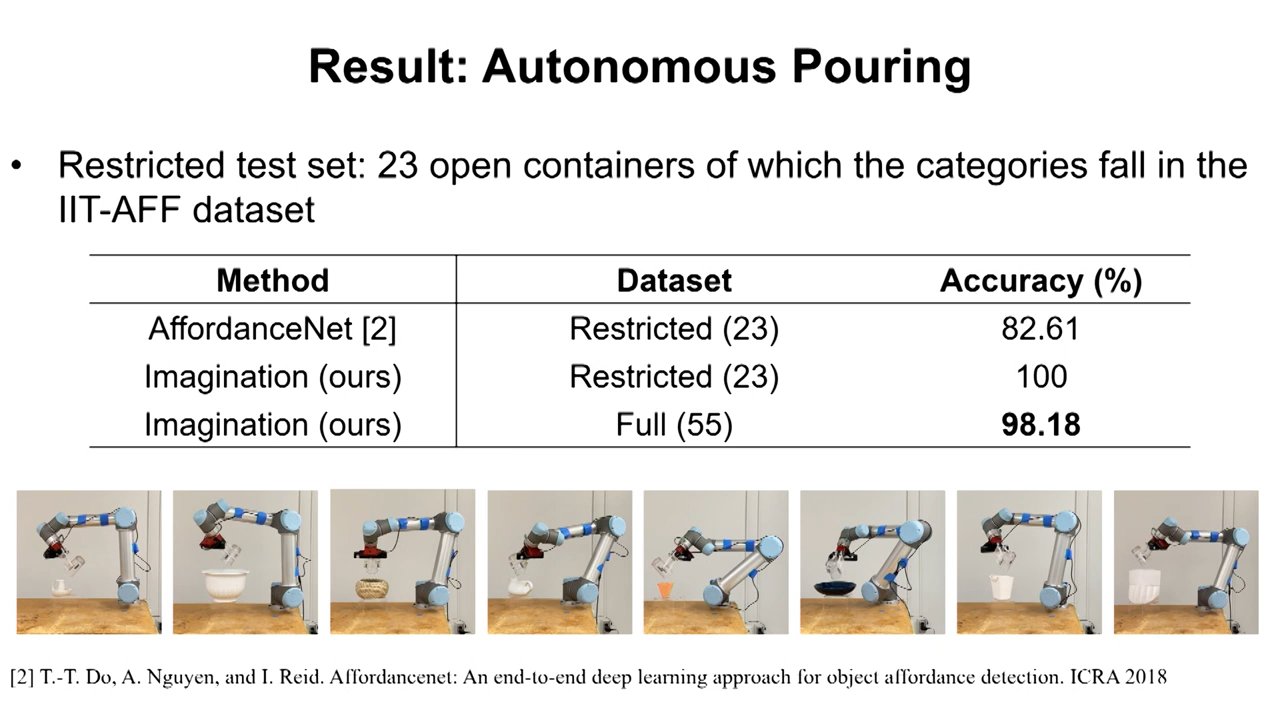 Result: Autonomous Pouring
• Restricted test set: 23 open containers of which the categories fall in the
IIT-AFF dataset
Method Dataset Accuracy (%)
AffordanceNet [2] Restricted (23) 82.61
Imagination (ours) Restricted (23) 100
Imagination (ours) Full (55) 98.18
[2] T.-T. Do, A. Nguyen, and I. Reid. Affordancenet: An end-to-end deep learning approach for object affordance detection. ICRA 2018